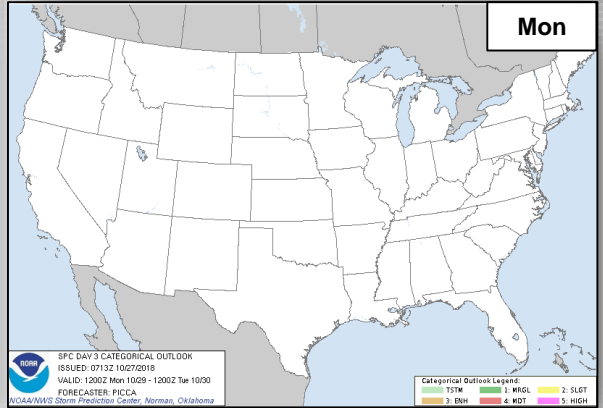 Mon
SPC DAY 3 CATEGORICAL OUTLOOK
ISSUED: 0713Z 10/27/2018
VALID: 1200Z Mon 10/29 - 1200Z Tue 10/30
FORECASTER: PICCA
NOAA/NWS Storm Prediction Center, Norman, Oklahoma
NOAA
Categorical Outlook Legend:
TSTM 1: MRGL 2: SLGT
3: ENH 4: MDT 5: HIGH